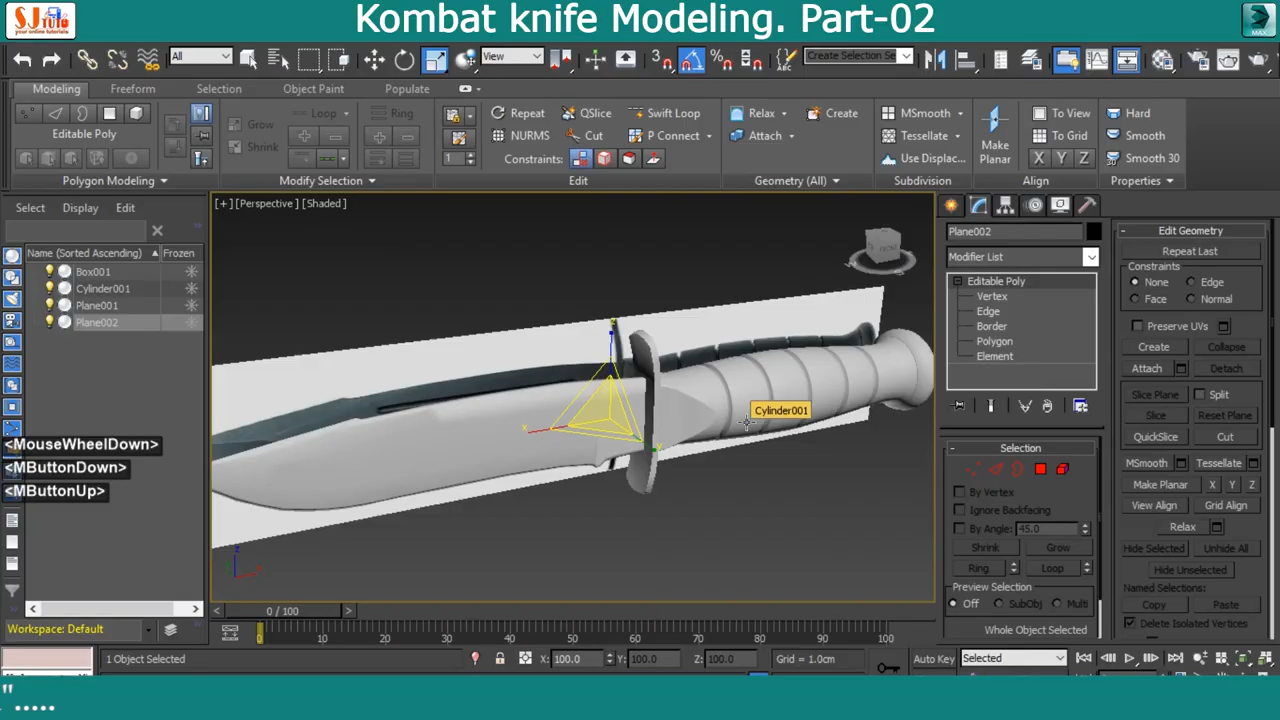 SJTUTO
your online tutorials
Kombat knife Modeling. Part-02
MAX
All
View
Create Selection Se
Modeling Freeform Selection Object Paint Populate
Loop Ring
Grow
Shrink
Editable Poly
Repeat QSlice Swift Loop
NURMS Cut P Connect
1 Constraints:
Relax Create
Attach
MSmooth
Tessellate
Use Displac...
Make
Planar
To View
To Grid
X Y Z
Hard
Smooth
Smooth 30
Polygon Modeling Modify Selection Edit Geometry (All) Subdivision Align Properties
Select Display Edit
Name (Sorted Ascending) Frozen
Box001
Cylinder001
Plane001
Plane002
[+][Perspective][Shaded]
FRONT
x
y
z
Cylinder001
<MouseWheelDown>
<MButtonDown>
<MButtonUp>
Plane002
Modifier List
Editable Poly
Vertex
Edge
Border
Polygon
Element
Selection
By Vertex
Ignore Backfacing
By Angle: 45.0
Shrink Grow
Ring Loop
Preview Selection
Off SubObj Multi
Whole Object Selected
Edit Geometry
Repeat Last
Constraints
None Edge
Face Normal
Preserve UVs
Create Collapse
Attach Detach
Slice Plane Split
Slice Reset Plane
QuickSlice Cut
MSmooth Tessellate
Make Planar X Y Z
View Align Grid Align
Relax
Hide Selected Unhide All
Hide Unselected
Named Selections:
Copy Paste
Delete Isolated Vertices
< 0 / 100 >
Workspace: Default
0 10 20 30 40 50 60 70 80 90 100
1 Object Selected
X: 100.0 Y: 100.0 Z: 100.0 Grid = 1.0cm
Auto Key Selected
"
.....